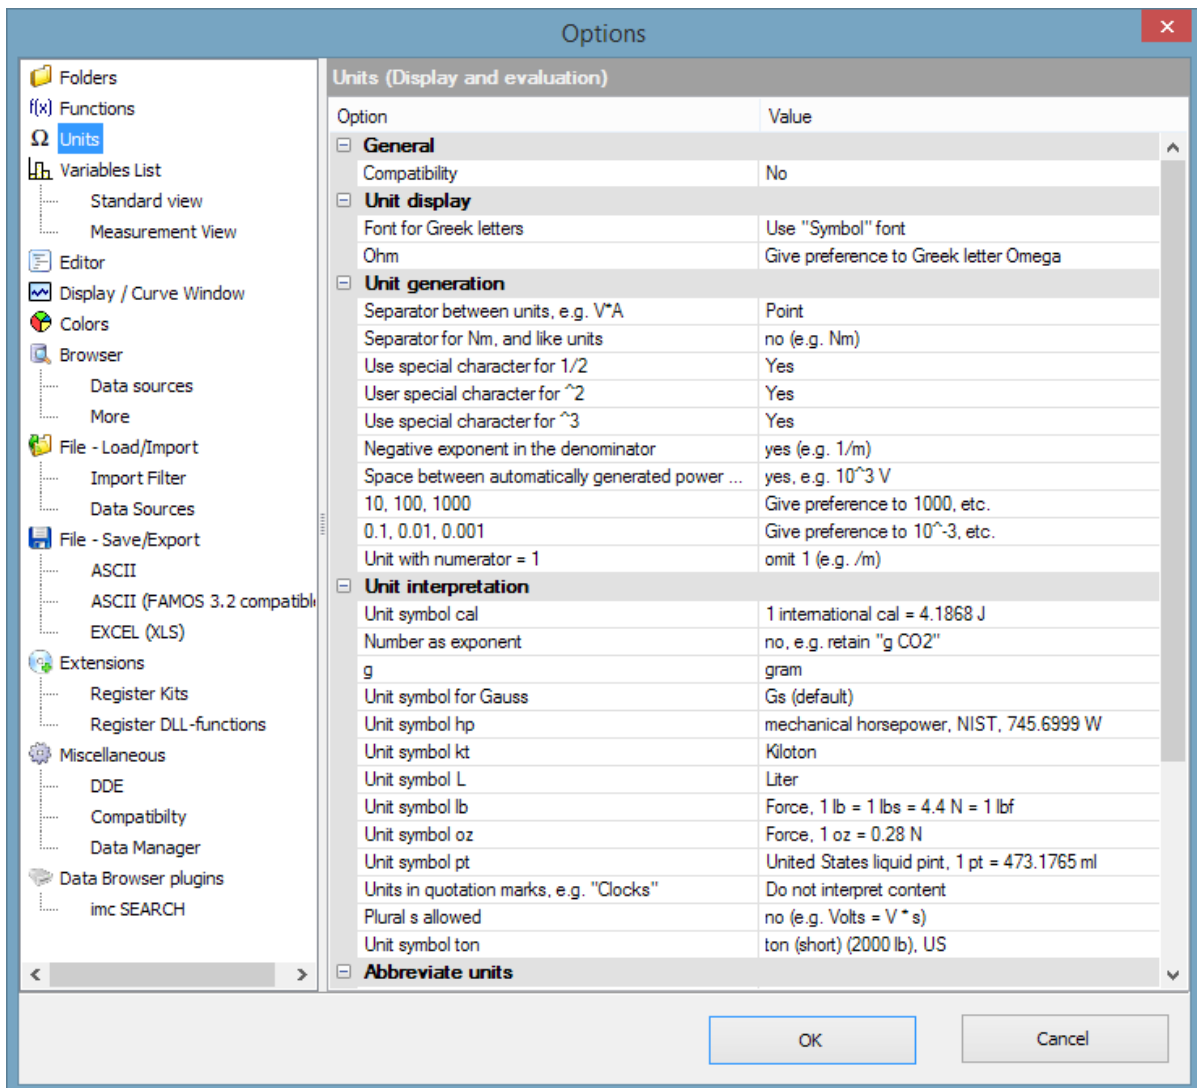 Options
Folders
f(x) Functions
Ω Units
Variables List
Standard view
Measurement View
Editor
Display / Curve Window
Colors
Browser
Data sources
More
File - Load/Import
Import Filter
Data Sources
File - Save/Export
ASCII
ASCII (FAMOS 3.2 compatibl
EXCEL (XLS)
Extensions
Register Kits
Register DLL-functions
Miscellaneous
DDE
Compatibilty
Data Manager
Data Browser plugins
imc SEARCH
Units (Display and evaluation)
Option Value
General
Compatibility No
Unit display
Font for Greek letters Use "Symbol" font
Ohm Give preference to Greek letter Omega
Unit generation
Separator between units, e.g. V*A Point
Separator for Nm, and like units no (e.g. Nm)
Use special character for 1/2 Yes
User special character for ^2 Yes
Use special character for ^3 Yes
Negative exponent in the denominator yes (e.g. 1/m)
Space between automatically generated power ... yes, e.g. 10^3 V
10, 100, 1000 Give preference to 1000, etc.
0.1, 0.01, 0.001 Give preference to 10^-3, etc.
Unit with numerator = 1 omit 1 (e.g. /m)
Unit interpretation
Unit symbol cal 1 international cal = 4.1868 J
Number as exponent no, e.g. retain "g CO2"
g gram
Unit symbol for Gauss Gs (default)
Unit symbol hp mechanical horsepower, NIST, 745.6999 W
Unit symbol kt Kiloton
Unit symbol L Liter
Unit symbol lb Force, 1 lb = 1 lbs = 4.4 N = 1 lbf
Unit symbol oz Force, 1 oz = 0.28 N
Unit symbol pt United States liquid pint, 1 pt = 473.1765 ml
Units in quotation marks, e.g. "Clocks" Do not interpret content
Plural s allowed no (e.g. Volts = V * s)
Unit symbol ton ton (short) (2000 lb), US
Abbreviate units
OK
Cancel